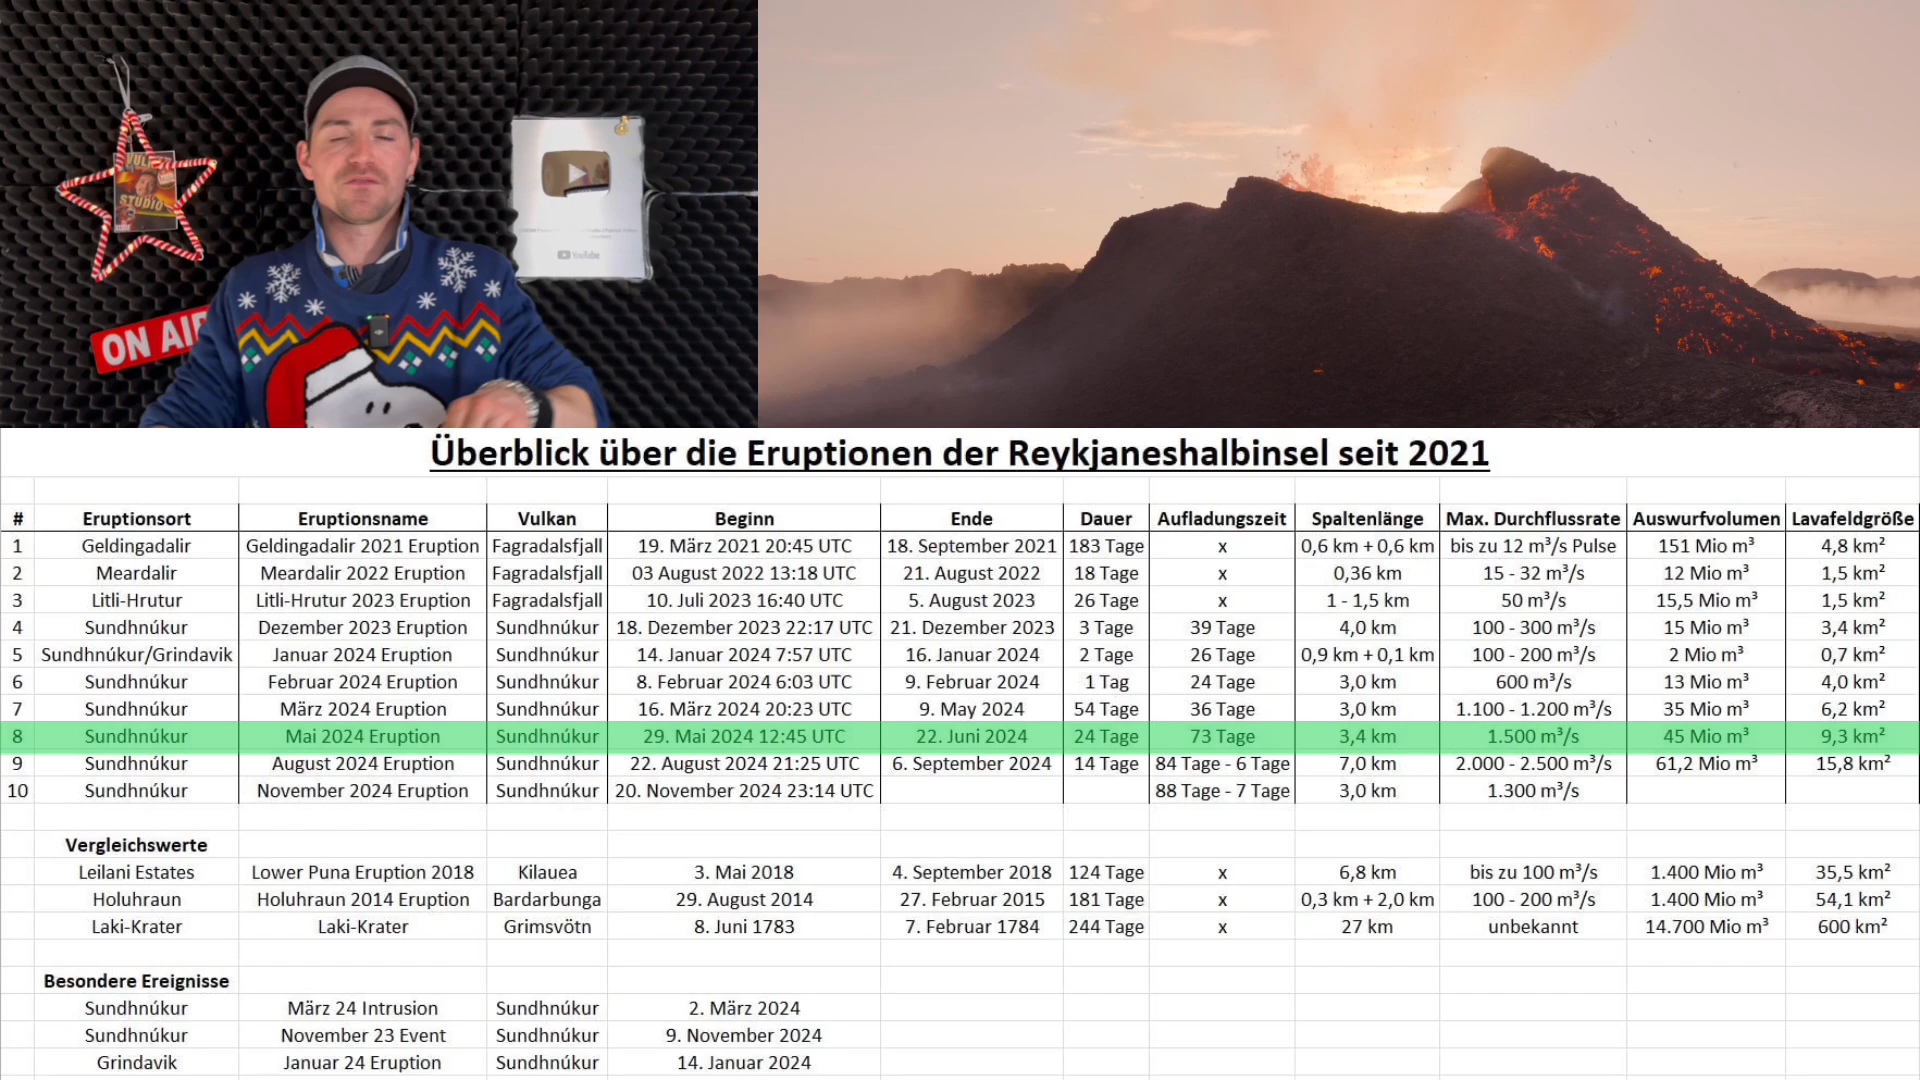 VUL
STUDIO
YouTube
ON AIR
Überblick über die Eruptionen der Reykjaneshalbinsel seit 2021
# Eruptionsort Eruptionsname Vulkan Beginn Ende Dauer Aufladungszeit Spaltenlänge Max. Durchflussrate Auswurfvolumen Lavafeldgröße
1 Geldingadalir Geldingadalir 2021 Eruption Fagradalsfjall 19. März 2021 20:45 UTC 18. September 2021 183 Tage x 0,6 km + 0,6 km bis zu 12 m³/s Pulse 151 Mio m³ 4,8 km²
2 Meardalir Meardalir 2022 Eruption Fagradalsfjall 03 August 2022 13:18 UTC 21. August 2022 18 Tage x 0,36 km 15 - 32 m³/s 12 Mio m³ 1,5 km²
3 Litli-Hrutur Litli-Hrutur 2023 Eruption Fagradalsfjall 10. Juli 2023 16:40 UTC 5. August 2023 26 Tage x 1 - 1,5 km 50 m³/s 15,5 Mio m³ 1,5 km²
4 Sundhnúkur Dezember 2023 Eruption Sundhnúkur 18. Dezember 2023 22:17 UTC 21. Dezember 2023 3 Tage 39 Tage 4,0 km 100 - 300 m³/s 15 Mio m³ 3,4 km²
5 Sundhnúkur/Grindavik Januar 2024 Eruption Sundhnúkur 14. Januar 2024 7:57 UTC 16. Januar 2024 2 Tage 26 Tage 0,9 km + 0,1 km 100 - 200 m³/s 2 Mio m³ 0,7 km²
6 Sundhnúkur Februar 2024 Eruption Sundhnúkur 8. Februar 2024 6:03 UTC 9. Februar 2024 1 Tag 24 Tage 3,0 km 600 m³/s 13 Mio m³ 4,0 km²
7 Sundhnúkur März 2024 Eruption Sundhnúkur 16. März 2024 20:23 UTC 9. May 2024 54 Tage 36 Tage 3,0 km 1.100 - 1.200 m³/s 35 Mio m³ 6,2 km²
8 Sundhnúkur Mai 2024 Eruption Sundhnúkur 29. Mai 2024 12:45 UTC 22. Juni 2024 24 Tage 73 Tage 3,4 km 1.500 m³/s 45 Mio m³ 9,3 km²
9 Sundhnúkur August 2024 Eruption Sundhnúkur 22. August 2024 21:25 UTC 6. September 2024 14 Tage 84 Tage - 6 Tage 7,0 km 2.000 - 2.500 m³/s 61,2 Mio m³ 15,8 km²
10 Sundhnúkur November 2024 Eruption Sundhnúkur 20. November 2024 23:14 UTC 88 Tage - 7 Tage 3,0 km 1.300 m³/s
Vergleichswerte
Leilani Estates Lower Puna Eruption 2018 Kilauea 3. Mai 2018 4. September 2018 124 Tage x 6,8 km bis zu 100 m³/s 1.400 Mio m³ 35,5 km²
Holuhraun Holuhraun 2014 Eruption Bardarbunga 29. August 2014 27. Februar 2015 181 Tage x 0,3 km + 2,0 km 100 - 200 m³/s 1.400 Mio m³ 54,1 km²
Laki-Krater Laki-Krater Grimsvötn 8. Juni 1783 7. Februar 1784 244 Tage x 27 km unbekannt 14.700 Mio m³ 600 km²
Besondere Ereignisse
Sundhnúkur März 24 Intrusion Sundhnúkur 2. März 2024
Sundhnúkur November 23 Event Sundhnúkur 9. November 2024
Grindavik Januar 24 Eruption Sundhnúkur 14. Januar 2024